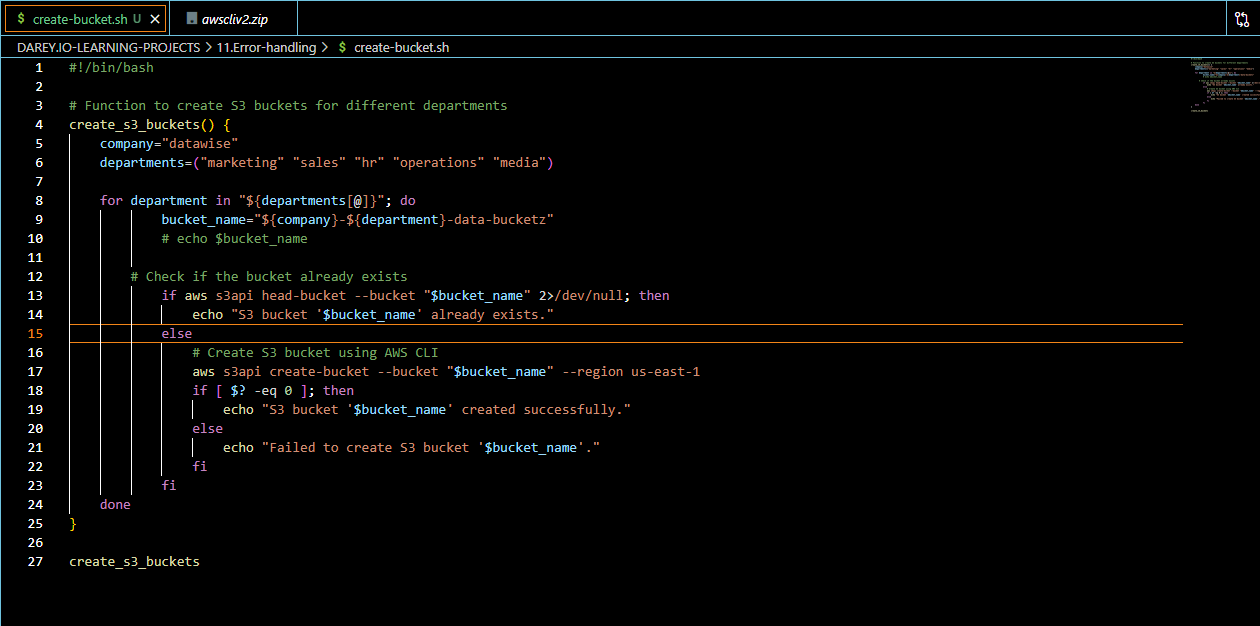 $ create-bucket.sh U × awscliv2.zip
DAREY.IO-LEARNING-PROJECTS > 11.Error-handling > $ create-bucket.sh
1 #!/bin/bash
2
3 # Function to create S3 buckets for different departments
4 create_s3_buckets() {
5     company="datawise"
6     departments=("marketing" "sales" "hr" "operations" "media")
7
8     for department in "${departments[@]}"; do
9             bucket_name="${company}-${department}-data-bucketz"
10             # echo $bucket_name
11
12         # Check if the bucket already exists
13             if aws s3api head-bucket --bucket "$bucket_name" 2>/dev/null; then
14                 echo "S3 bucket '$bucket_name' already exists."
15             else
16                 # Create S3 bucket using AWS CLI
17                 aws s3api create-bucket --bucket "$bucket_name" --region us-east-1
18                 if [ $? -eq 0 ]; then
19                     echo "S3 bucket '$bucket_name' created successfully."
20                 else
21                     echo "Failed to create S3 bucket '$bucket_name'."
22                 fi
23             fi
24     done
25 }
26
27 create_s3_buckets